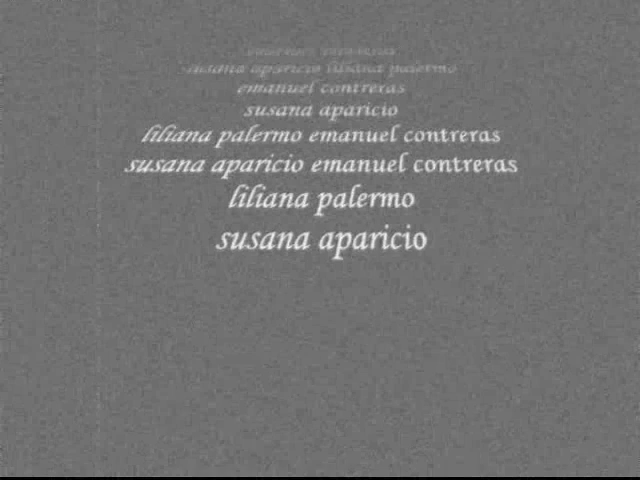 susana aparicio liliana palermo
emanuel contreras
susana aparicio
liliana palermo emanuel contreras
susana aparicio emanuel contreras
liliana palermo
susana aparicio